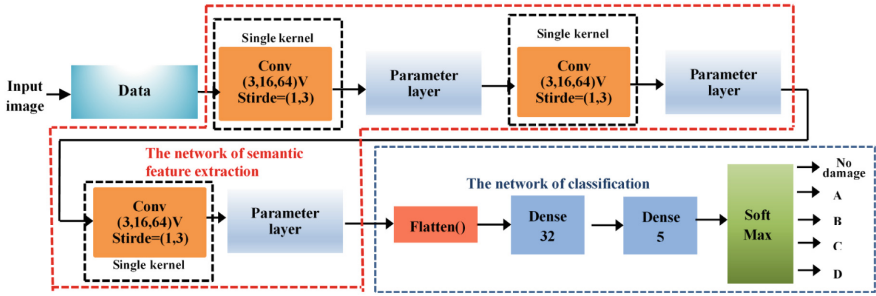 Input
image
Data
Single kernel
Conv
(3,16,64)V
Stirde=(1,3)
Parameter
layer
Single kernel
Conv
(3,16,64)V
Stirde=(1,3)
Parameter
layer
The network of semantic
feature extraction
Conv
(3,16,64)V
Stirde=(1,3)
Single kernel
Parameter
layer
The network of classification
Flatten()
Dense
32
Dense
5
Soft
Max
No
damage
A
B
C
D